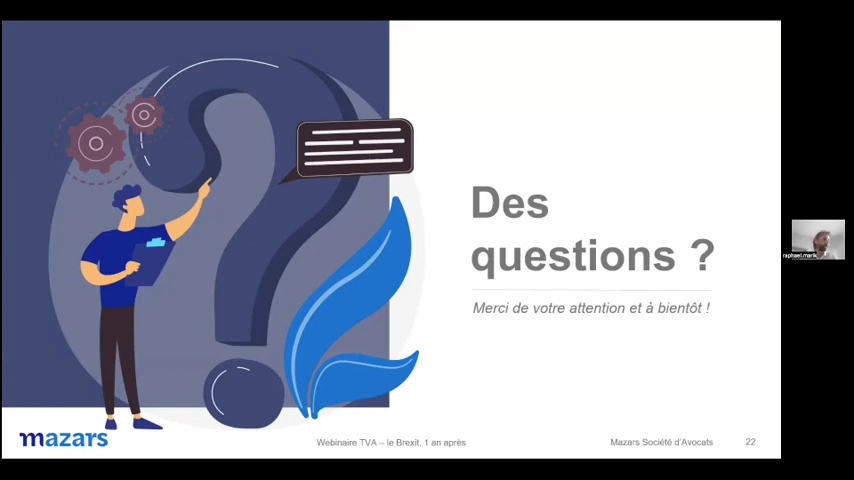 Des
questions ?
Merci de votre attention et à bientôt !
raphael.marik
mazars
Webinaire TVA – le Brexit, 1 an après
Mazars Société d'Avocats
22